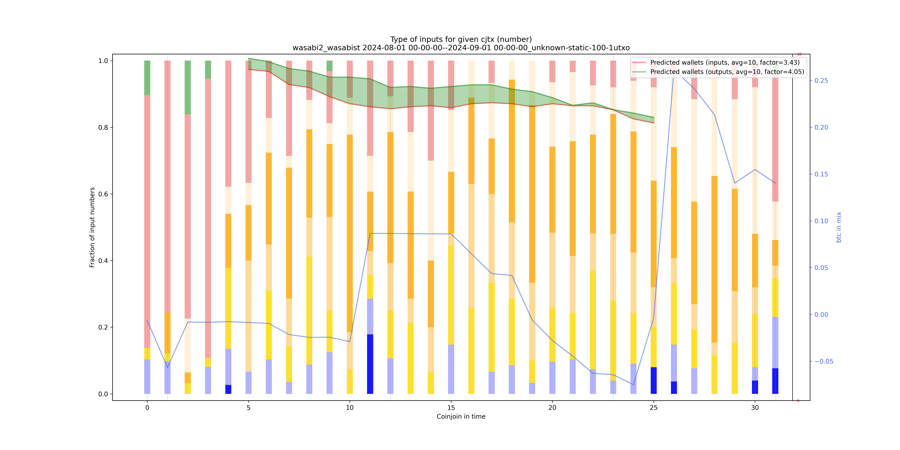 Type of inputs for given cjtx (number)
wasabi2_wasabist 2024-08-01 00-00-00--2024-09-01 00-00-00_unknown-static-100-1utxo
Predicted wallets (inputs, avg=10, factor=3.43)
Predicted wallets (outputs, avg=10, factor=4.05)
1.0
0.8
0.6
0.4
0.2
0.0
Fraction of input numbers
0.25
0.20
0.15
0.10
0.05
0.00
−0.05
btc in mix
0 5 10 15 20 25 30
Coinjoin in time